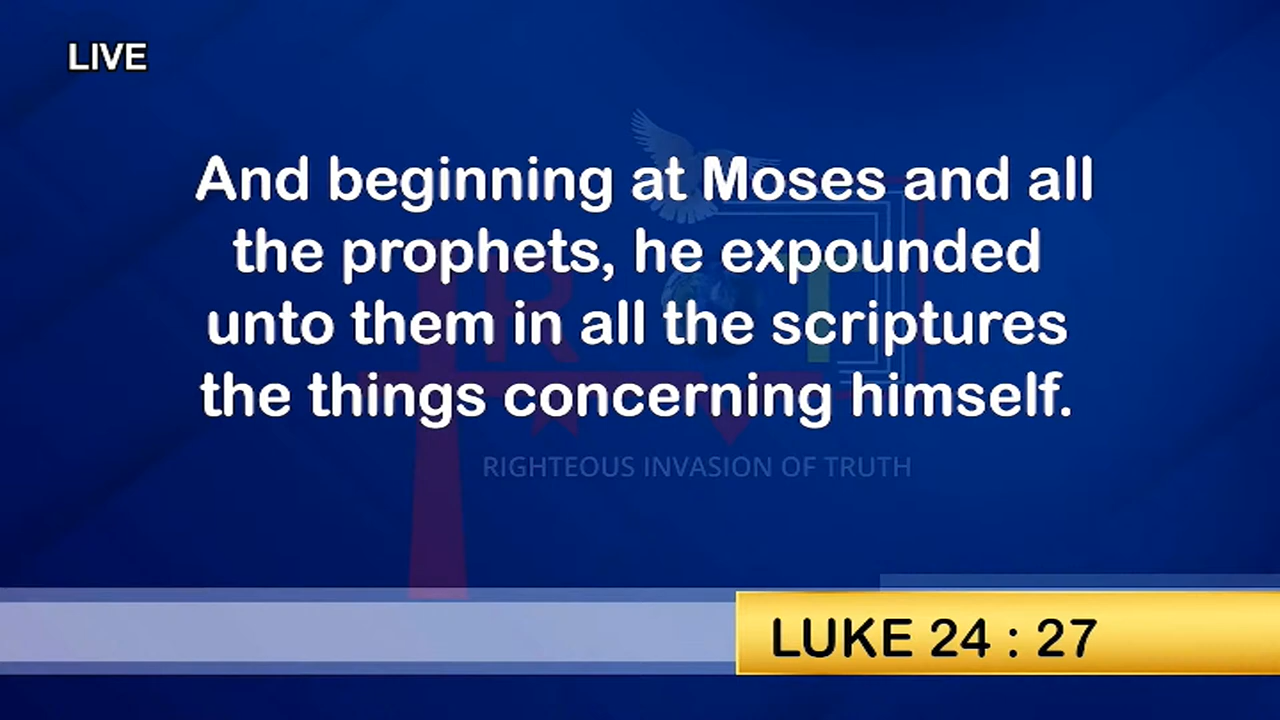 LIVE
And beginning at Moses and all
the prophets, he expounded
unto them in all the scriptures
the things concerning himself.
RIGHTEOUS INVASION OF TRUTH
LUKE 24 : 27